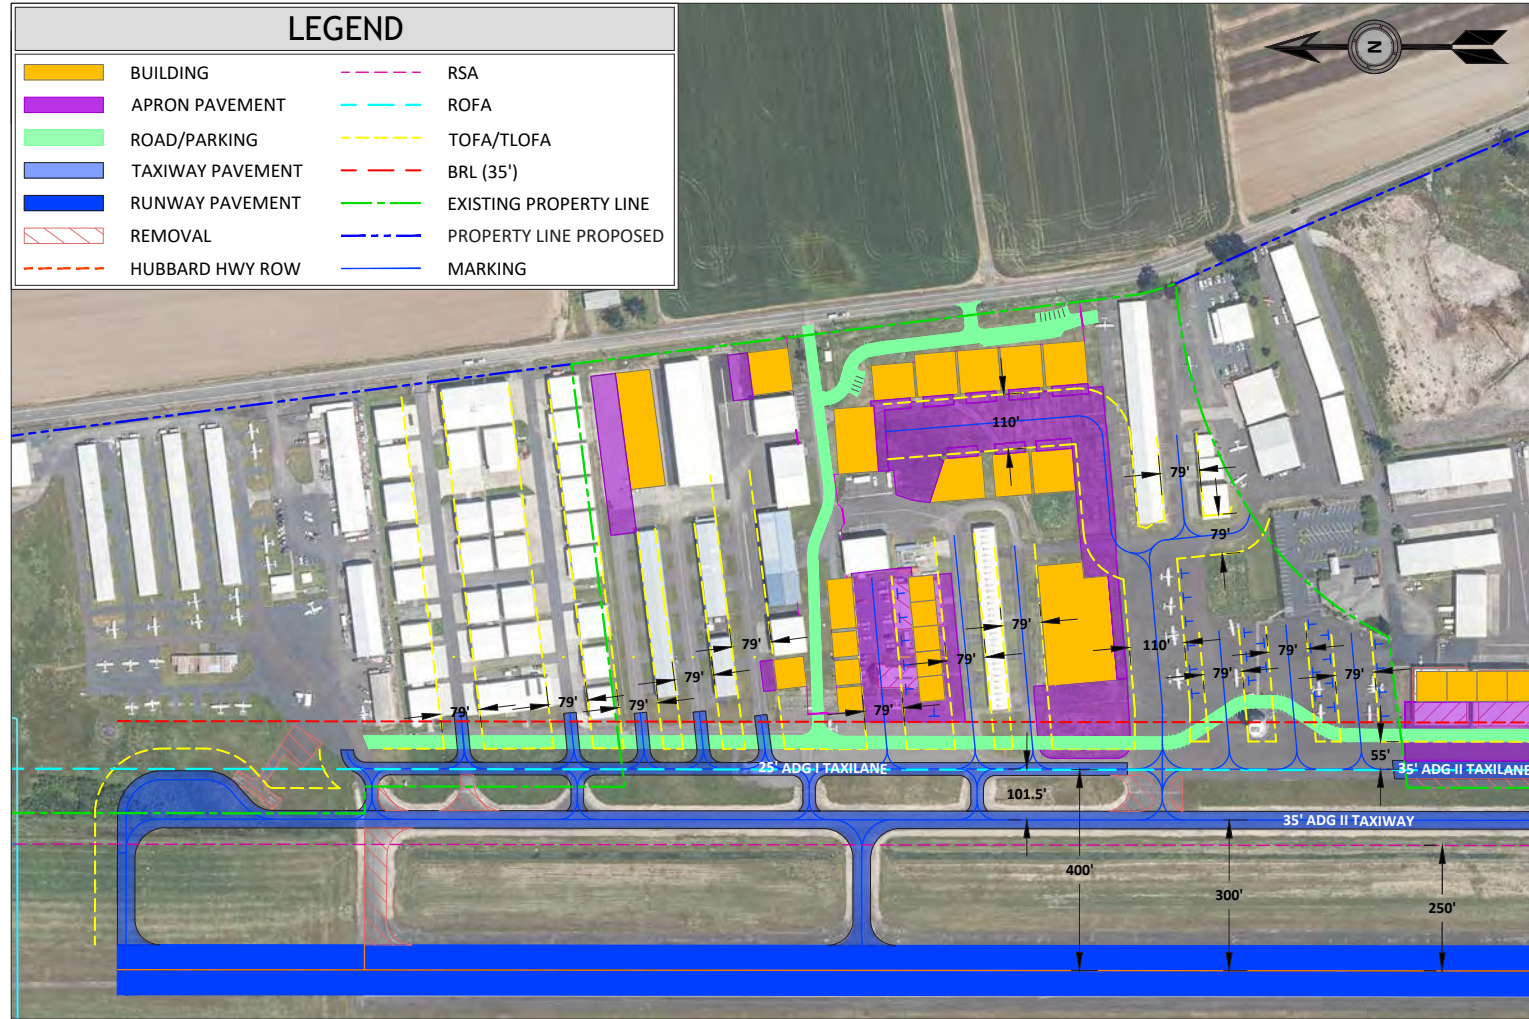 LEGEND
BUILDING
APRON PAVEMENT
ROAD/PARKING
TAXIWAY PAVEMENT
RUNWAY PAVEMENT
REMOVAL
HUBBARD HWY ROW
RSA
ROFA
TOFA/TLOFA
BRL (35')
EXISTING PROPERTY LINE
PROPERTY LINE PROPOSED
MARKING
N
110'
79'
79'
79'
79'
79'
110'
79'
79'
79'
79'
79'
79'
79'
79'
55'
25' ADG I TAXILANE
35' ADG II TAXILANE
101.5'
35' ADG II TAXIWAY
400'
300'
250'